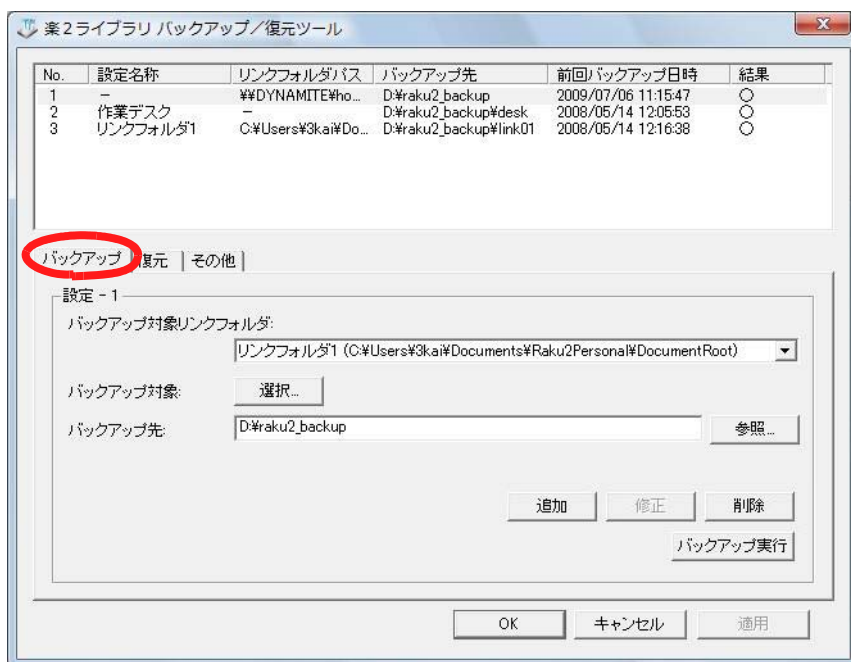 楽2ライブラリ バックアップ／復元ツール
No. 設定名称 リンクフォルダパス バックアップ先 前回バックアップ日時 結果
1 － ¥¥DYNAMITE¥ho... D:¥raku2_backup 2009/07/06 11:15:47 ○
2 作業デスク － D:¥raku2_backup¥desk 2008/05/14 12:05:53 ○
3 リンクフォルダ1 C:¥Users¥3kai¥Do... D:¥raku2_backup¥link01 2008/05/14 12:16:38 ○
バックアップ 復元 その他
設定 - 1
バックアップ対象リンクフォルダ:
リンクフォルダ1 (C:¥Users¥3kai¥Documents¥Raku2Personal¥DocumentRoot)
バックアップ対象: 選択...
バックアップ先: D:¥raku2_backup 参照...
追加 修正 削除
バックアップ実行
OK キャンセル 適用